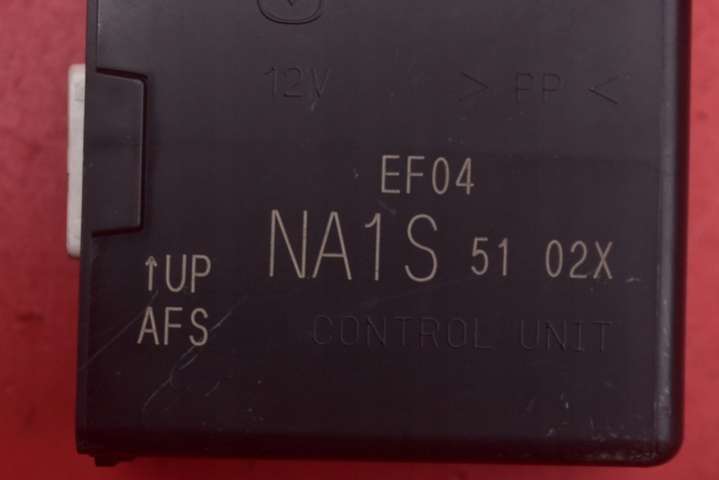 12V > PP <
EF04
NA1S 51 02X
↑UP
AFS
CONTROL UNIT